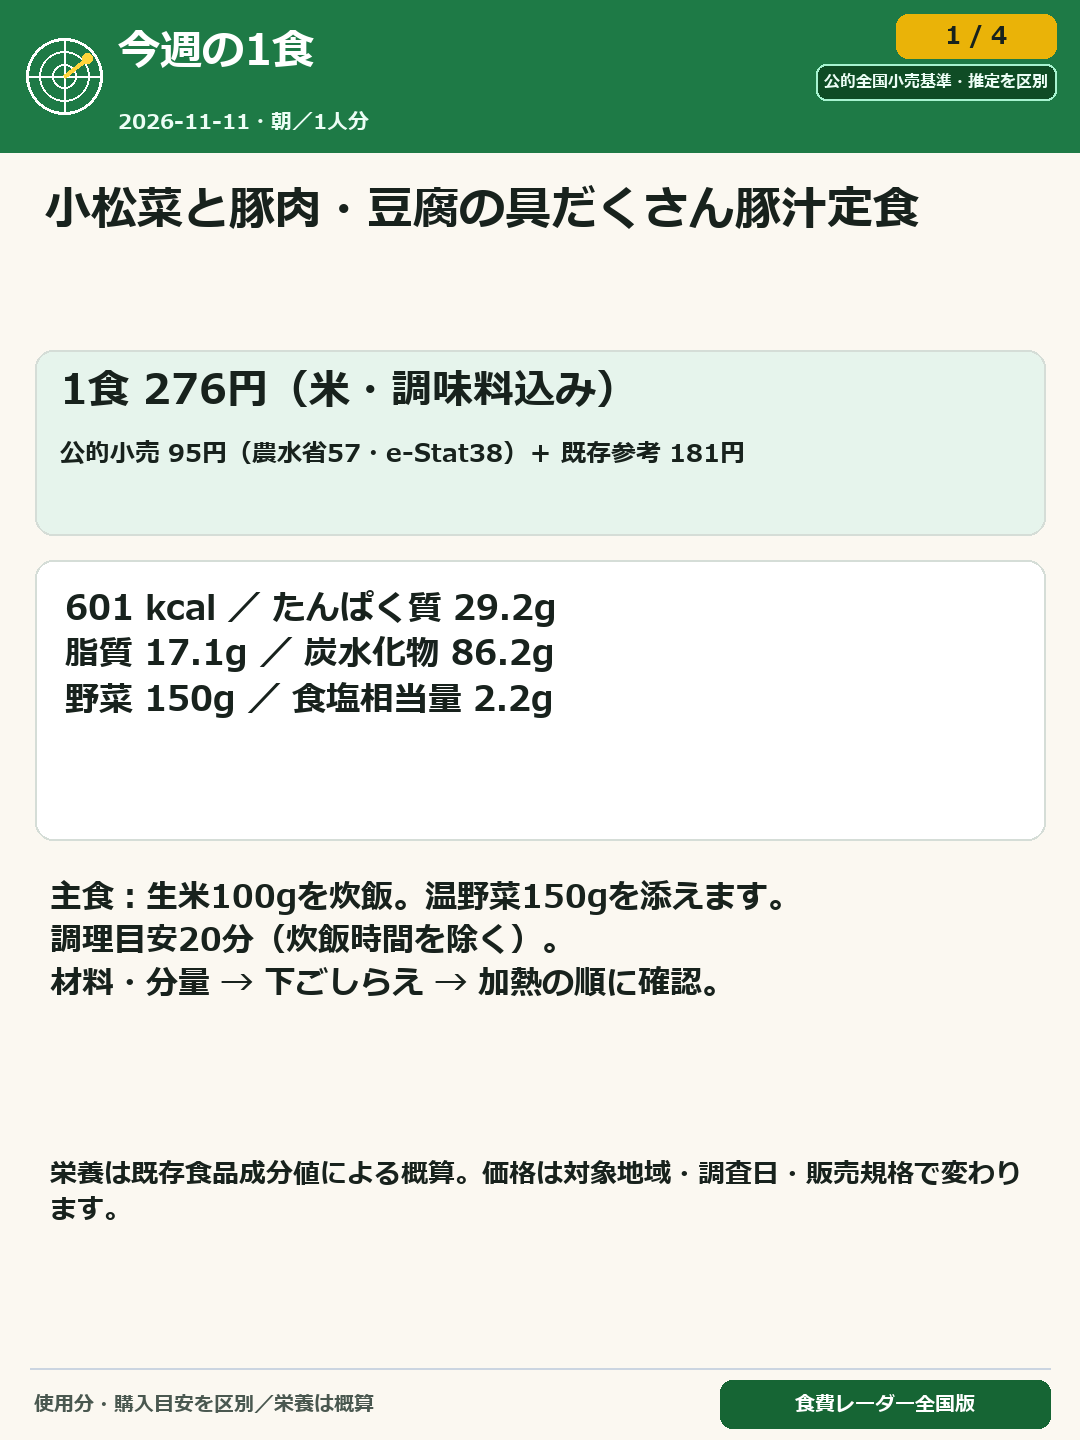 今週の1食
2026-11-11・朝／1人分
1 / 4
公的全国小売基準・推定を区別
小松菜と豚肉・豆腐の具だくさん豚汁定食
1食 276円（米・調味料込み）
公的小売 95円（農水省57・e-Stat38）＋ 既存参考 181円
601 kcal ／ たんぱく質 29.2g
脂質 17.1g ／ 炭水化物 86.2g
野菜 150g ／ 食塩相当量 2.2g
主食：生米100gを炊飯。温野菜150gを添えます。
調理目安20分（炊飯時間を除く）。
材料・分量 → 下ごしらえ → 加熱の順に確認。
栄養は既存食品成分値による概算。価格は対象地域・調査日・販売規格で変わり
ます。
使用分・購入目安を区別／栄養は概算
食費レーダー全国版